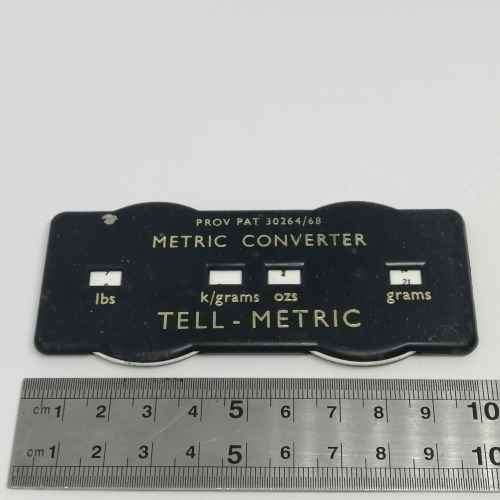 PROV PAT 30264/68
METRIC CONVERTER
lbs k/grams ozs grams
TELL - METRIC
cm 1 2 3 4 5 6 7 8 9 10
cm 1 2 3 4 5 6 7 8 9 10